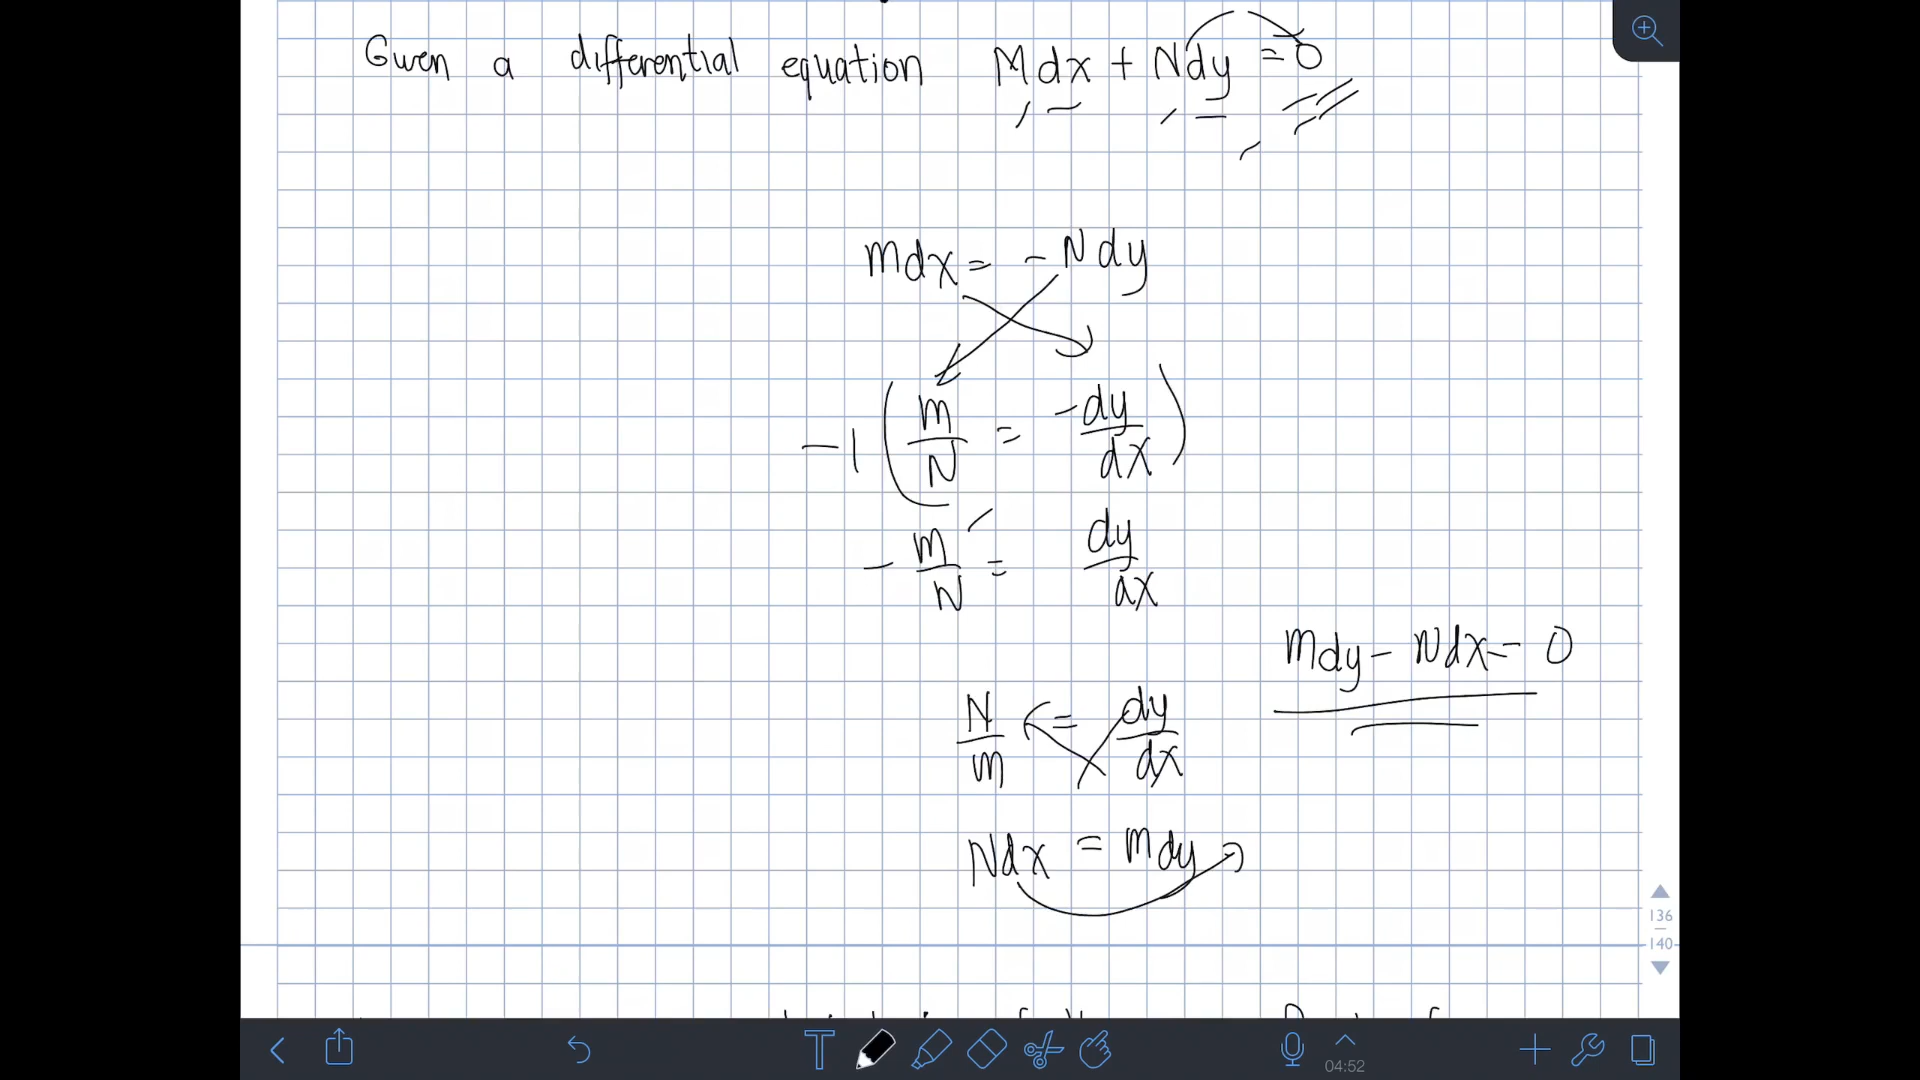 Given a differential equation Mdx + Ndy = 0
mdx = -Ndy
-1 ( m/N = -dy/dx )
- m/N = dy/dx
Mdy - Ndx = 0
N/m = dy/dx
Ndx = mdy
136
140
T
04:52